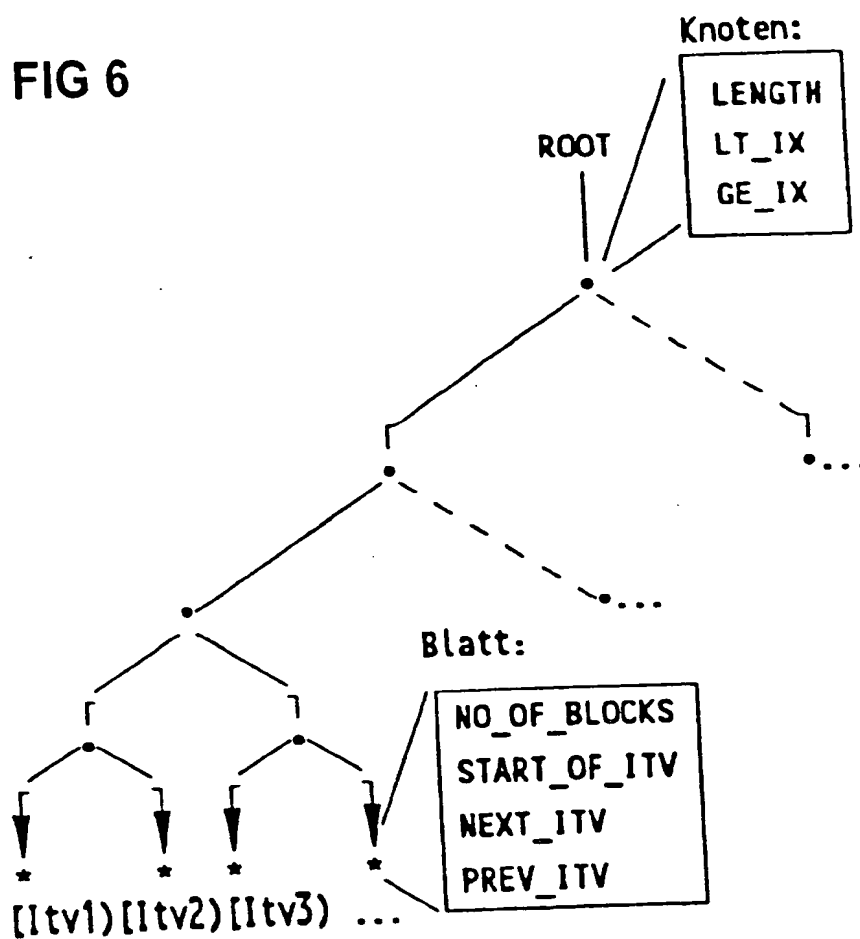 FIG 6
Knoten:
LENGTH
LT_IX
GE_IX
ROOT
...
...
Blatt:
NO_OF_BLOCKS
START_OF_ITV
NEXT_ITV
PREV_ITV
* * * *
[Itv1)[Itv2)[Itv3) ...